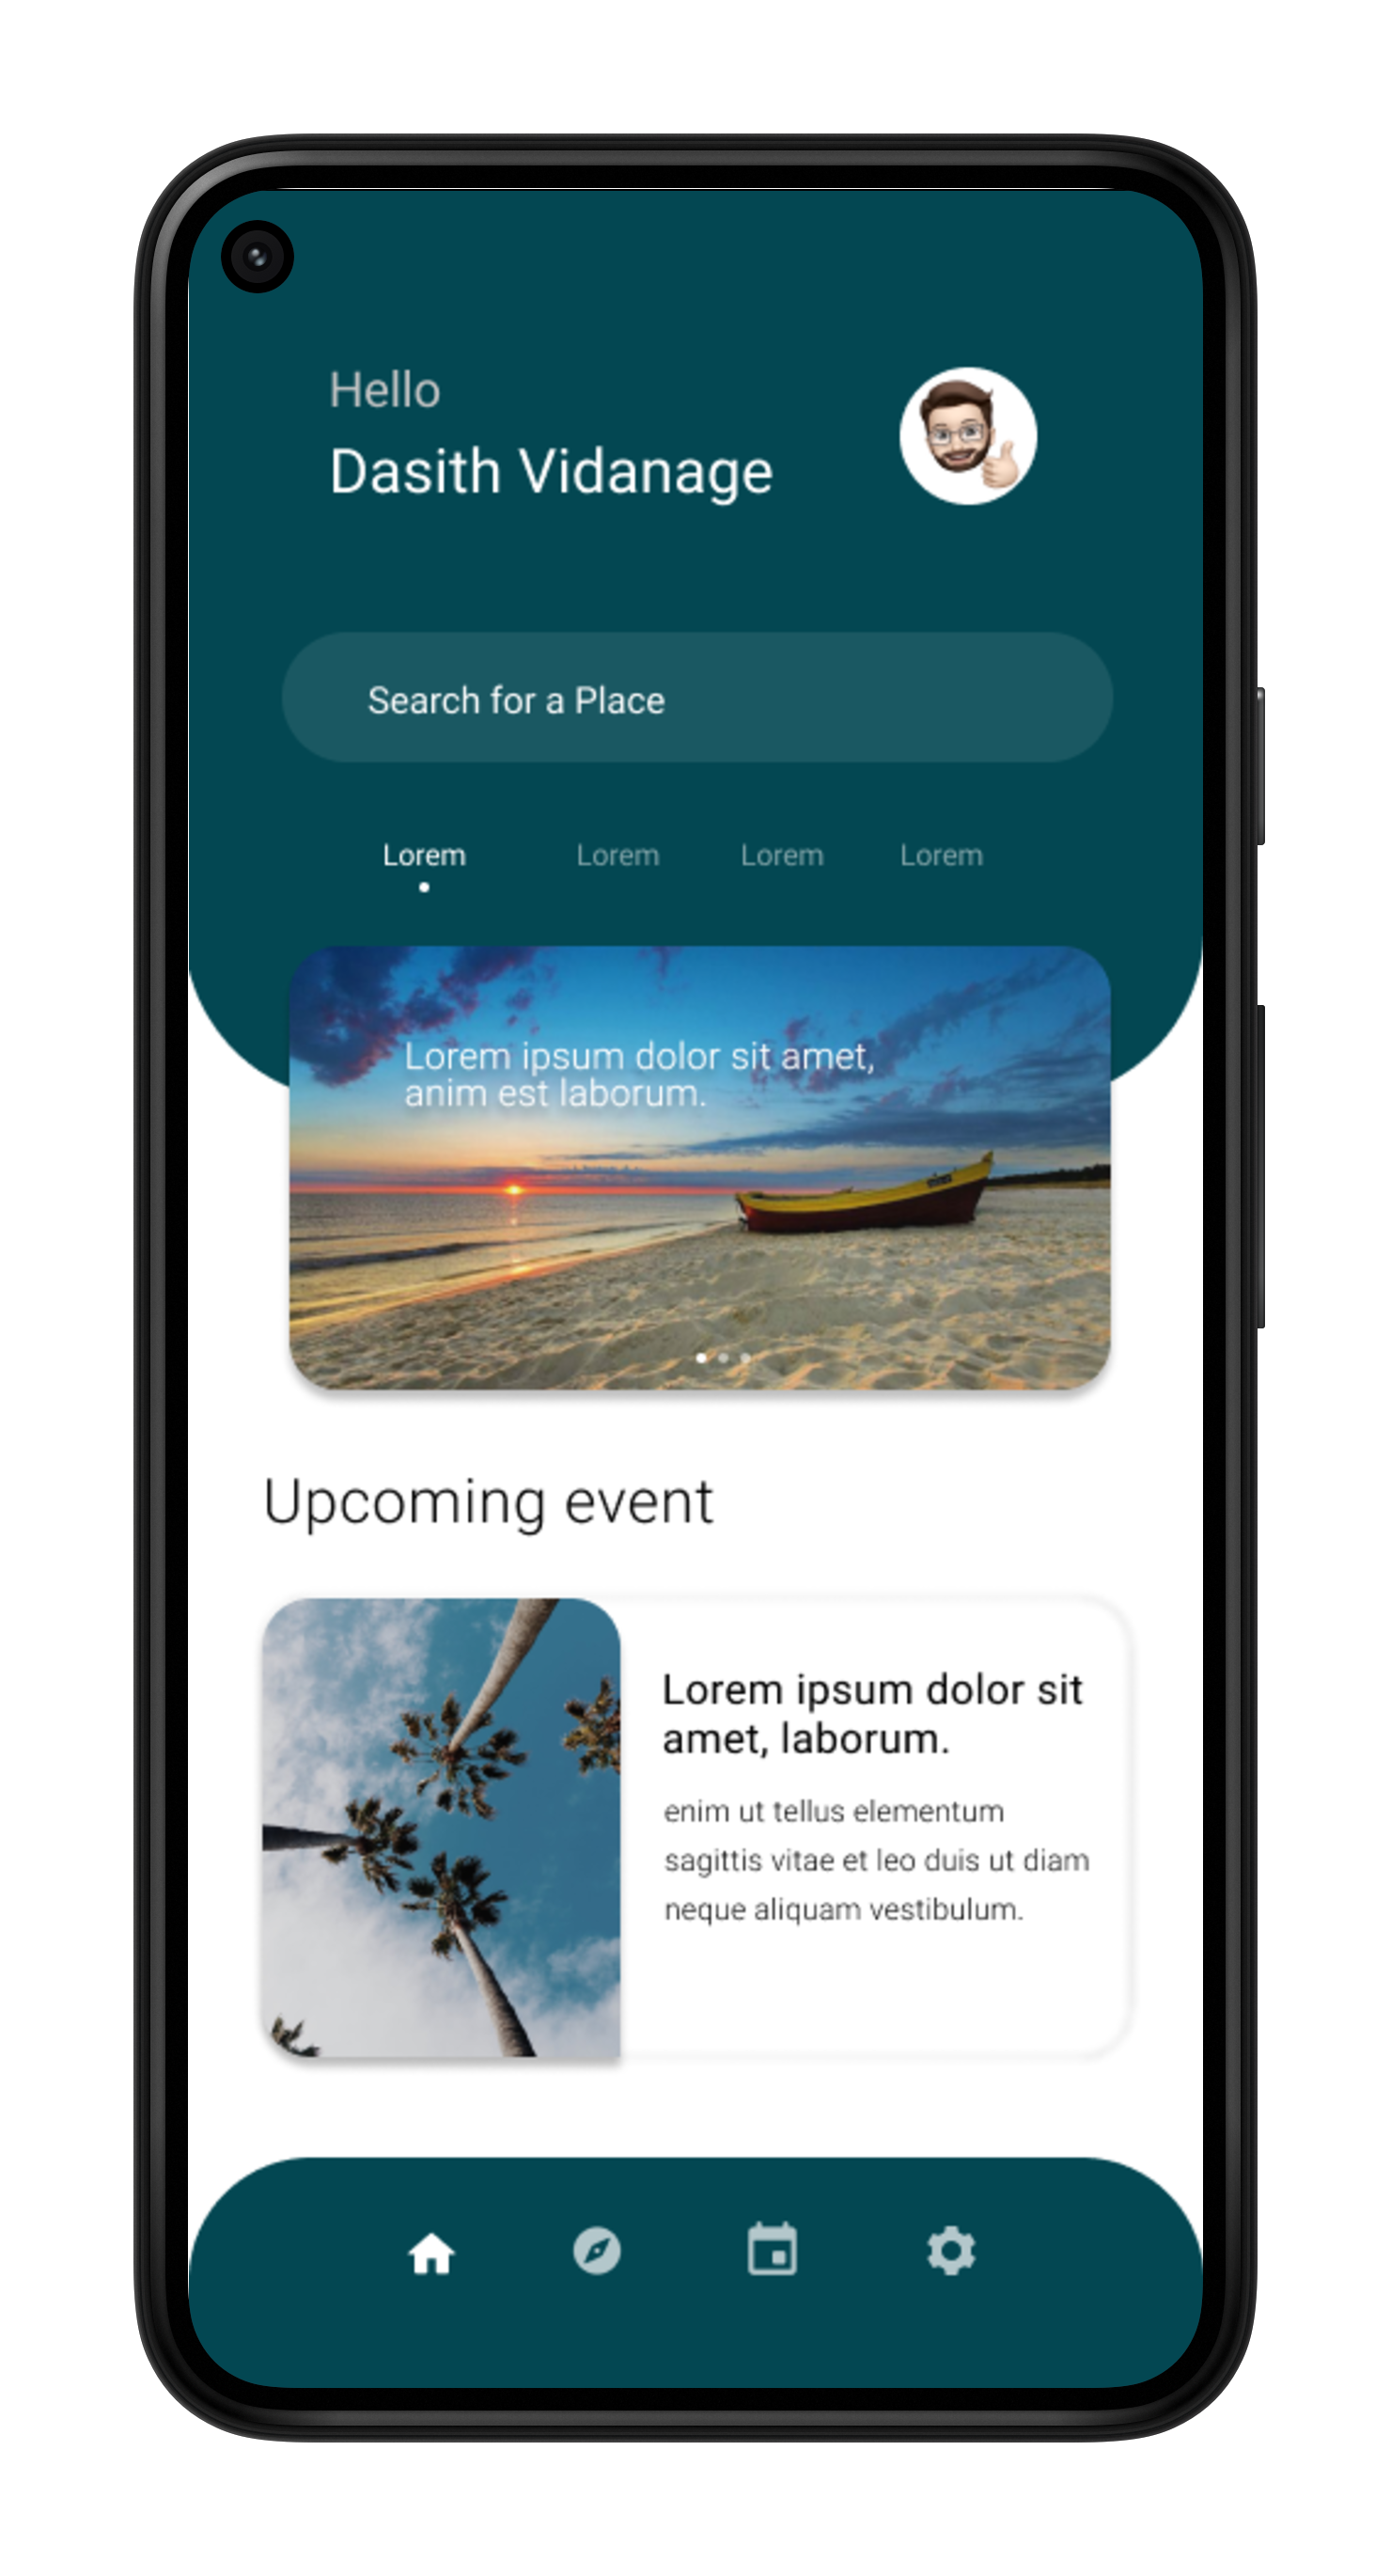 Hello
Dasith Vidanage
Search for a Place
Lorem Lorem Lorem Lorem
Lorem ipsum dolor sit amet,
anim est laborum.
Upcoming event
Lorem ipsum dolor sit
amet, laborum.
enim ut tellus elementum
sagittis vitae et leo duis ut diam
neque aliquam vestibulum.